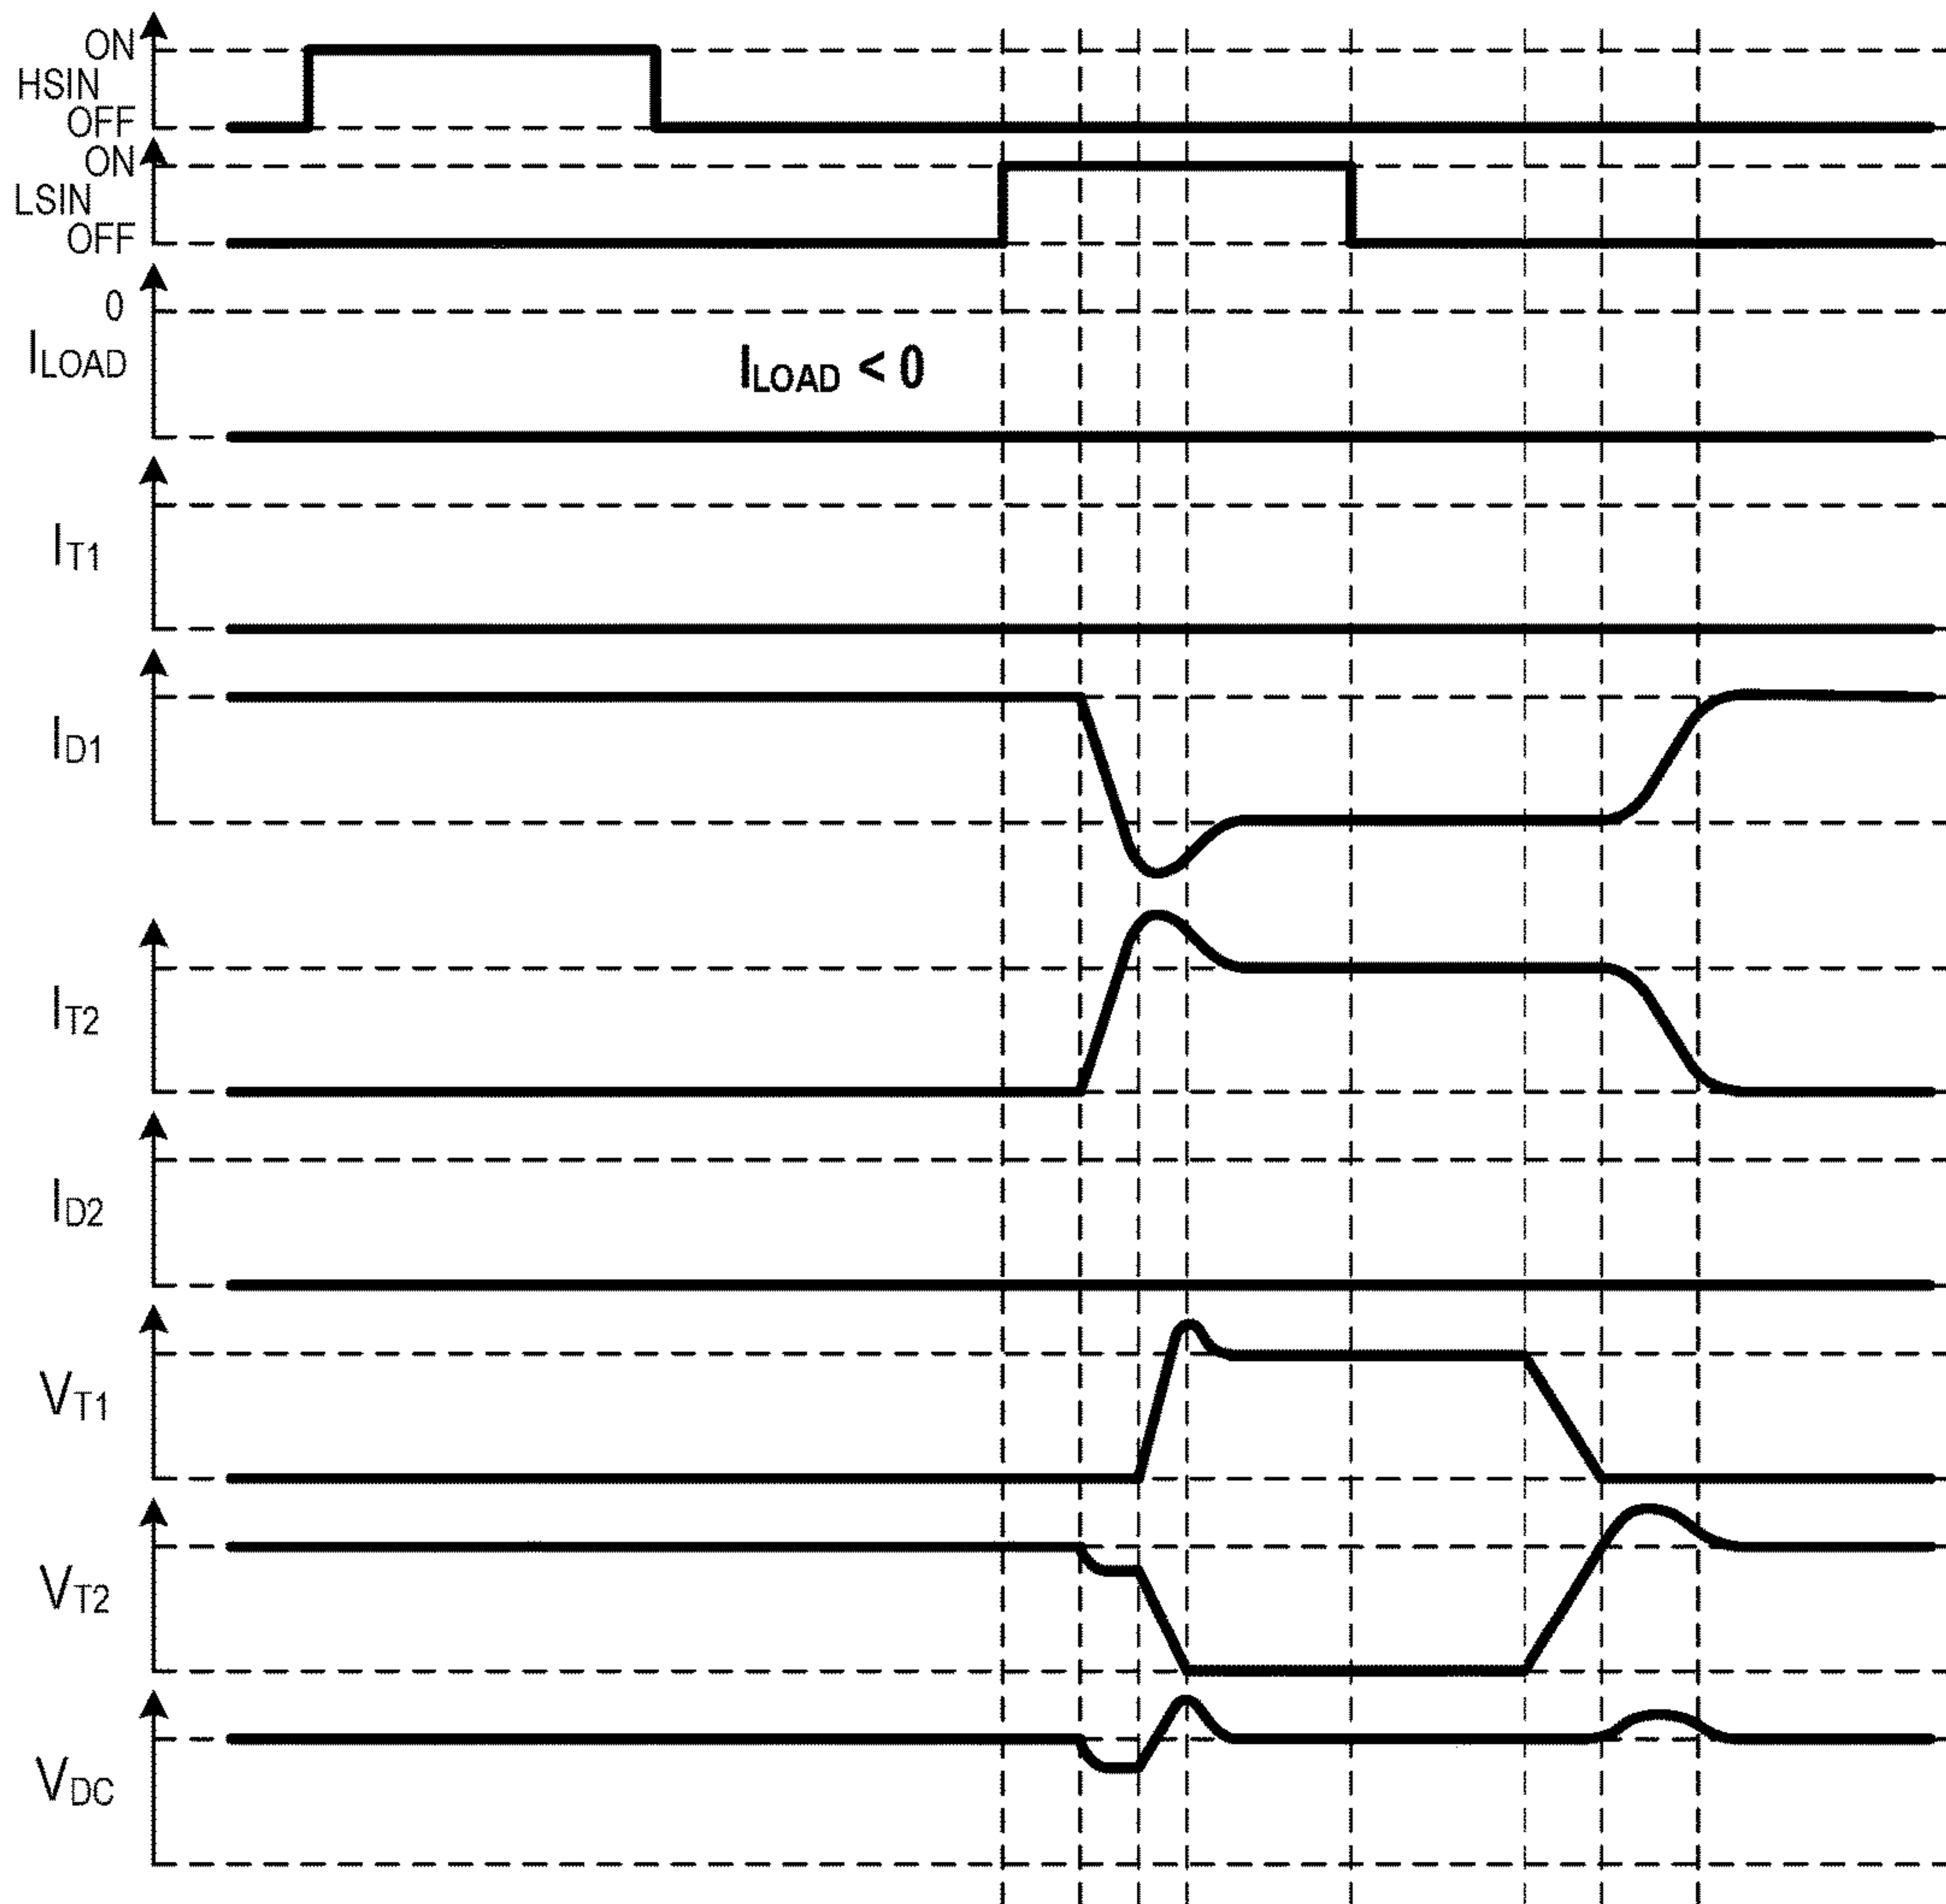 ON
HSIN
OFF
ON
LSIN
OFF
0
ILOAD
ILOAD < 0
IT1
ID1
IT2
ID2
VT1
VT2
VDC